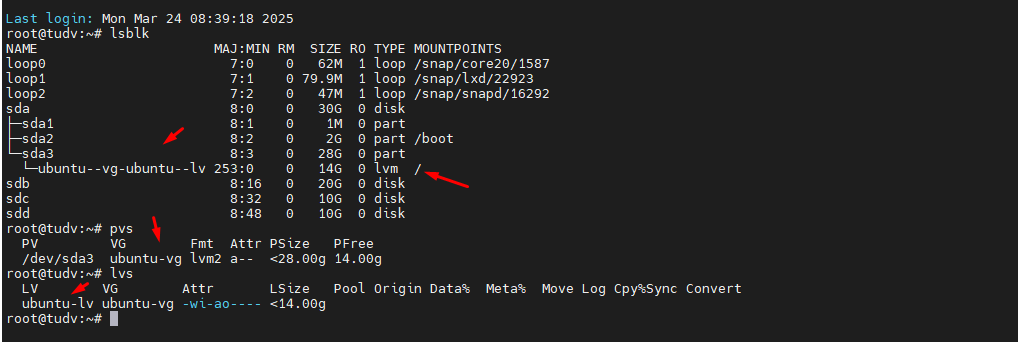 Last login: Mon Mar 24 08:39:18 2025
root@tudv:~# lsblk
NAME                      MAJ:MIN RM  SIZE RO TYPE MOUNTPOINTS
loop0                       7:0    0   62M  1 loop /snap/core20/1587
loop1                       7:1    0 79.9M  1 loop /snap/lxd/22923
loop2                       7:2    0   47M  1 loop /snap/snapd/16292
sda                         8:0    0   30G  0 disk
├─sda1                      8:1    0    1M  0 part
├─sda2                      8:2    0    2G  0 part /boot
└─sda3                      8:3    0   28G  0 part
  └─ubuntu--vg-ubuntu--lv 253:0    0   14G  0 lvm  /
sdb                         8:16   0   20G  0 disk
sdc                         8:32   0   10G  0 disk
sdd                         8:48   0   10G  0 disk
root@tudv:~# pvs
  PV         VG        Fmt  Attr PSize   PFree
  /dev/sda3  ubuntu-vg lvm2 a--  <28.00g 14.00g
root@tudv:~# lvs
  LV        VG        Attr       LSize   Pool Origin Data%  Meta%  Move Log Cpy%Sync Convert
  ubuntu-lv ubuntu-vg -wi-ao---- <14.00g
root@tudv:~#